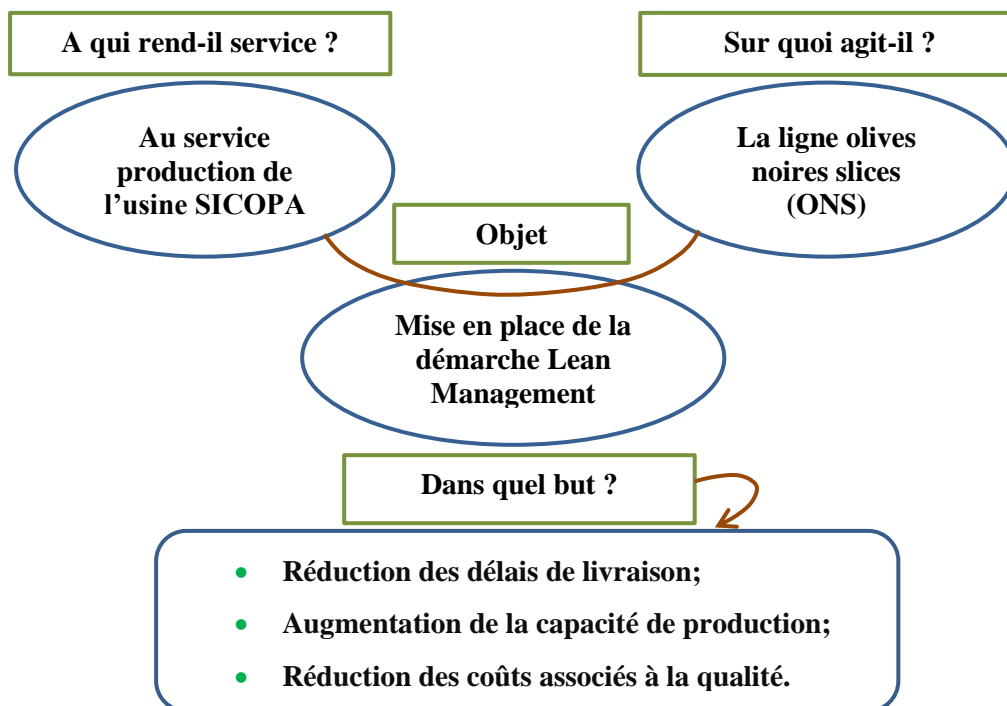 A qui rend-il service ?
Sur quoi agit-il ?
Au service
production de
l’usine SICOPA
La ligne olives
noires slices
(ONS)
Objet
Mise en place de la
démarche Lean
Management
Dans quel but ?
• Réduction des délais de livraison;
• Augmentation de la capacité de production;
• Réduction des coûts associés à la qualité.